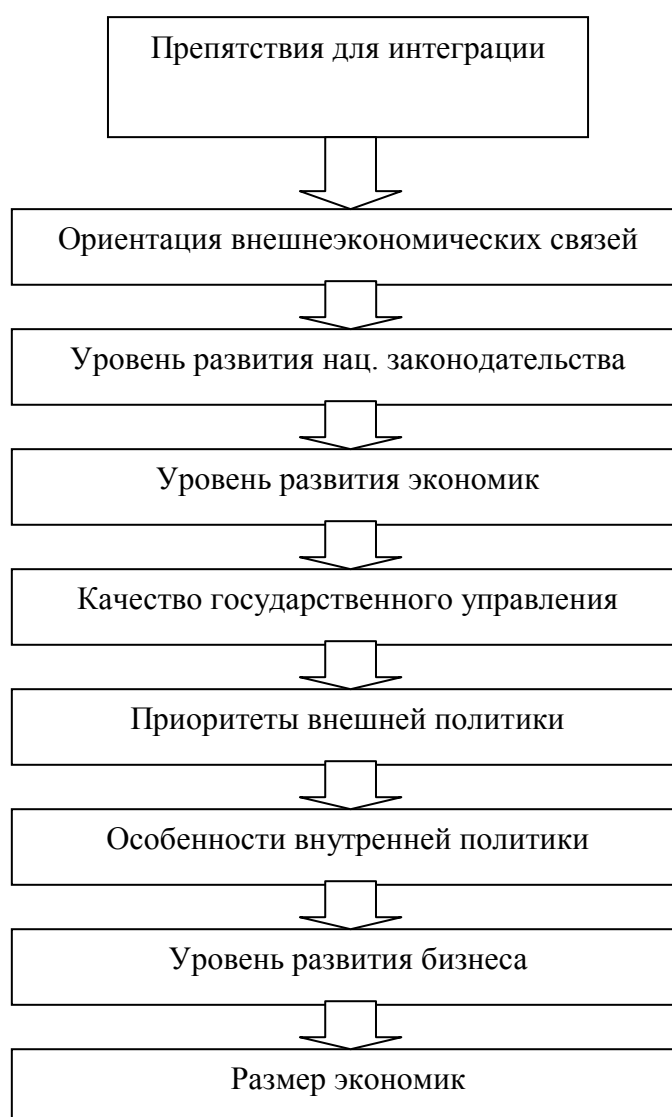 Препятствия для интеграции
Ориентация внешнеэкономических связей
Уровень развития нац. законодательства
Уровень развития экономик
Качество государственного управления
Приоритеты внешней политики
Особенности внутренней политики
Уровень развития бизнеса
Размер экономик